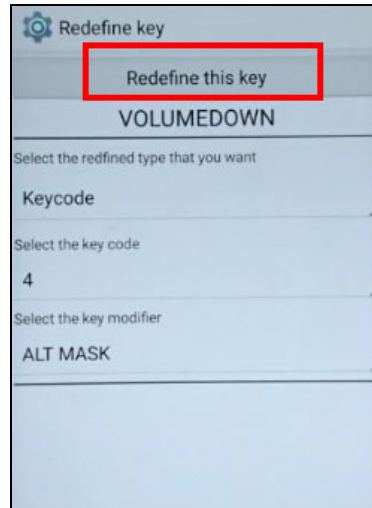 Redefine key
Redefine this key
VOLUMEDOWN
Select the redfined type that you want
Keycode
Select the key code
4
Select the key modifier
ALT MASK